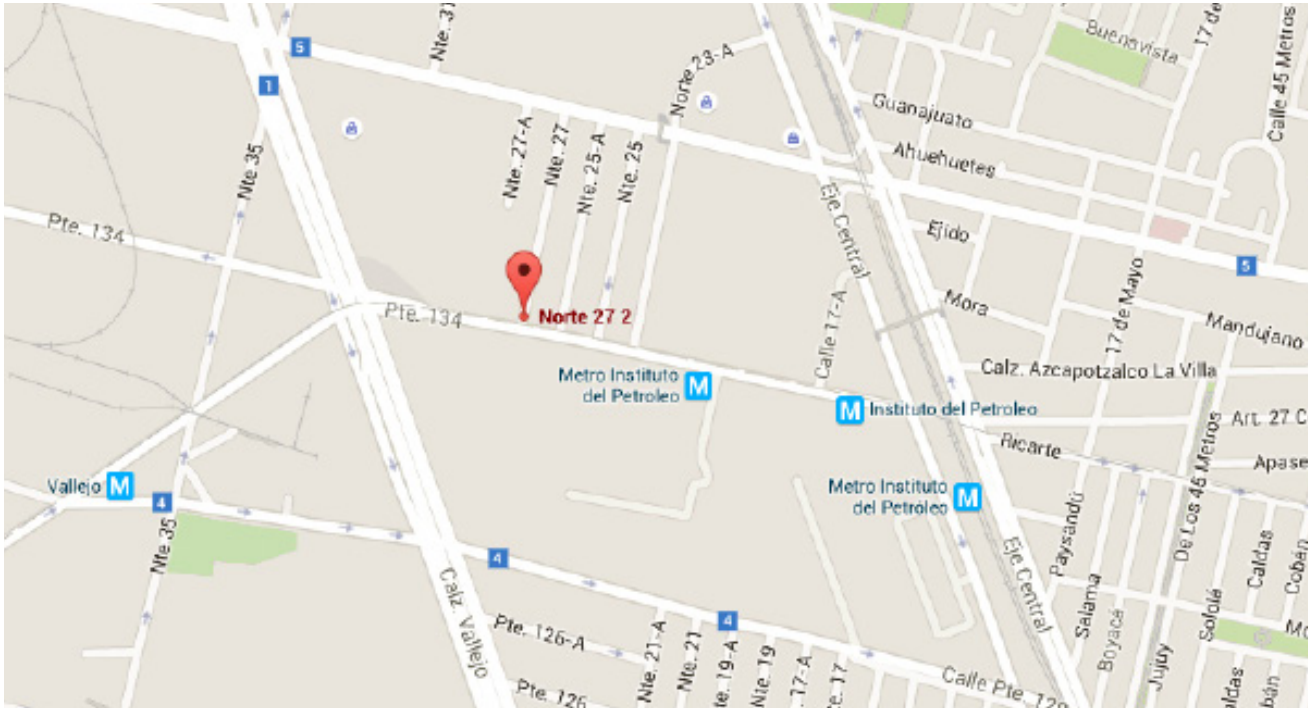 Nte. 31
5
1
17 de
Buenavista
Calle 45 Metros
Norte 23-A
Guanajuato
Nte. 27-A
Nte. 27
Nte. 25-A
Nte. 25
Ahuehuetes
Nte. 35
Eje Central
Ejido
Pte. 134
5
Mora
17 de Mayo
Pte. 134
Norte 27 2
Mandujano
Calle 17-A
Metro Instituto
del Petroleo
M
Calz. Azcapotzalco La Villa
M
Instituto del Petroleo
Art. 27 C
Ricarte
Apase
Vallejo
M
4
Metro Instituto
del Petroleo
M
De Los 45 Metros
Paysandú
Nte. 35
4
Eje Central
Caldas
Cobán
Salama
Boyacá
Sololá
Calz. Vallejo
4
Pte. 126-A
Nte. 21-A
Nte. 21
te. 19-A
Nte. 19
17-A
te. 17
Calle Pte. 128
Jujuy
aldas
Cobán
Mo
Pte. 126